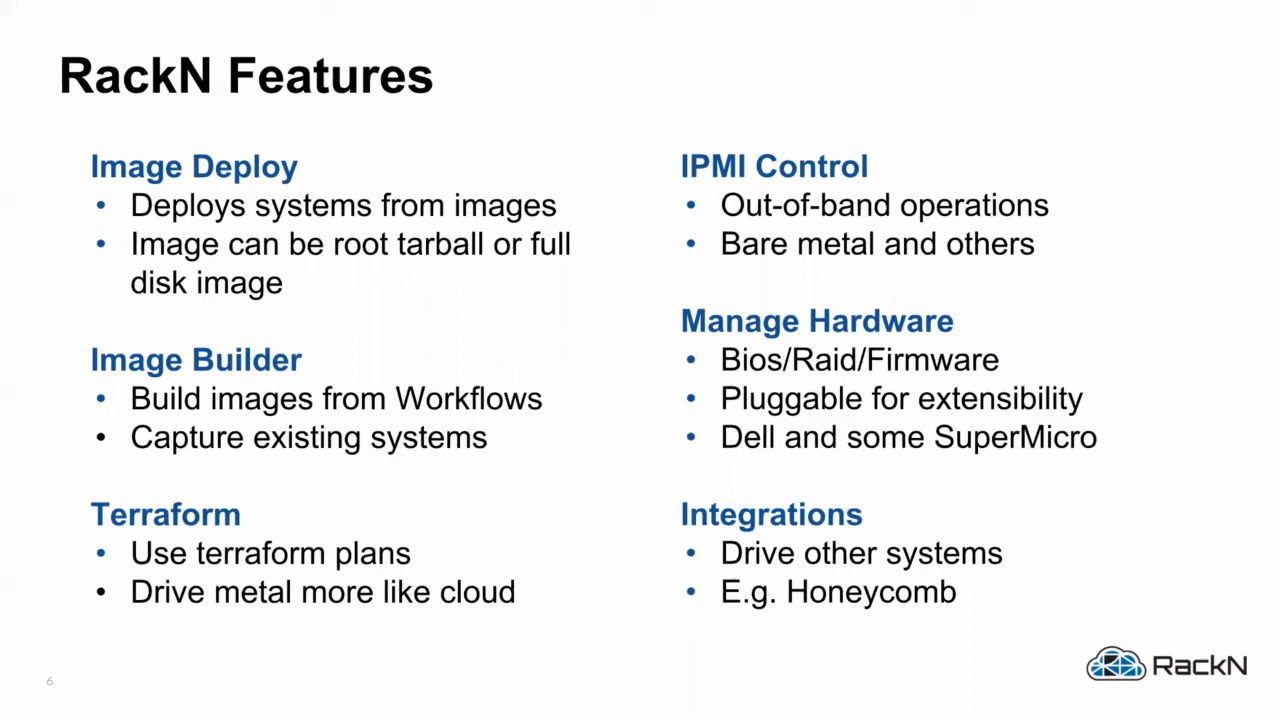 RackN Features
Image Deploy
• Deploys systems from images
• Image can be root tarball or full
disk image
Image Builder
• Build images from Workflows
• Capture existing systems
Terraform
• Use terraform plans
• Drive metal more like cloud
IPMI Control
• Out-of-band operations
• Bare metal and others
Manage Hardware
• Bios/Raid/Firmware
• Pluggable for extensibility
• Dell and some SuperMicro
Integrations
• Drive other systems
• E.g. Honeycomb
6
RackN